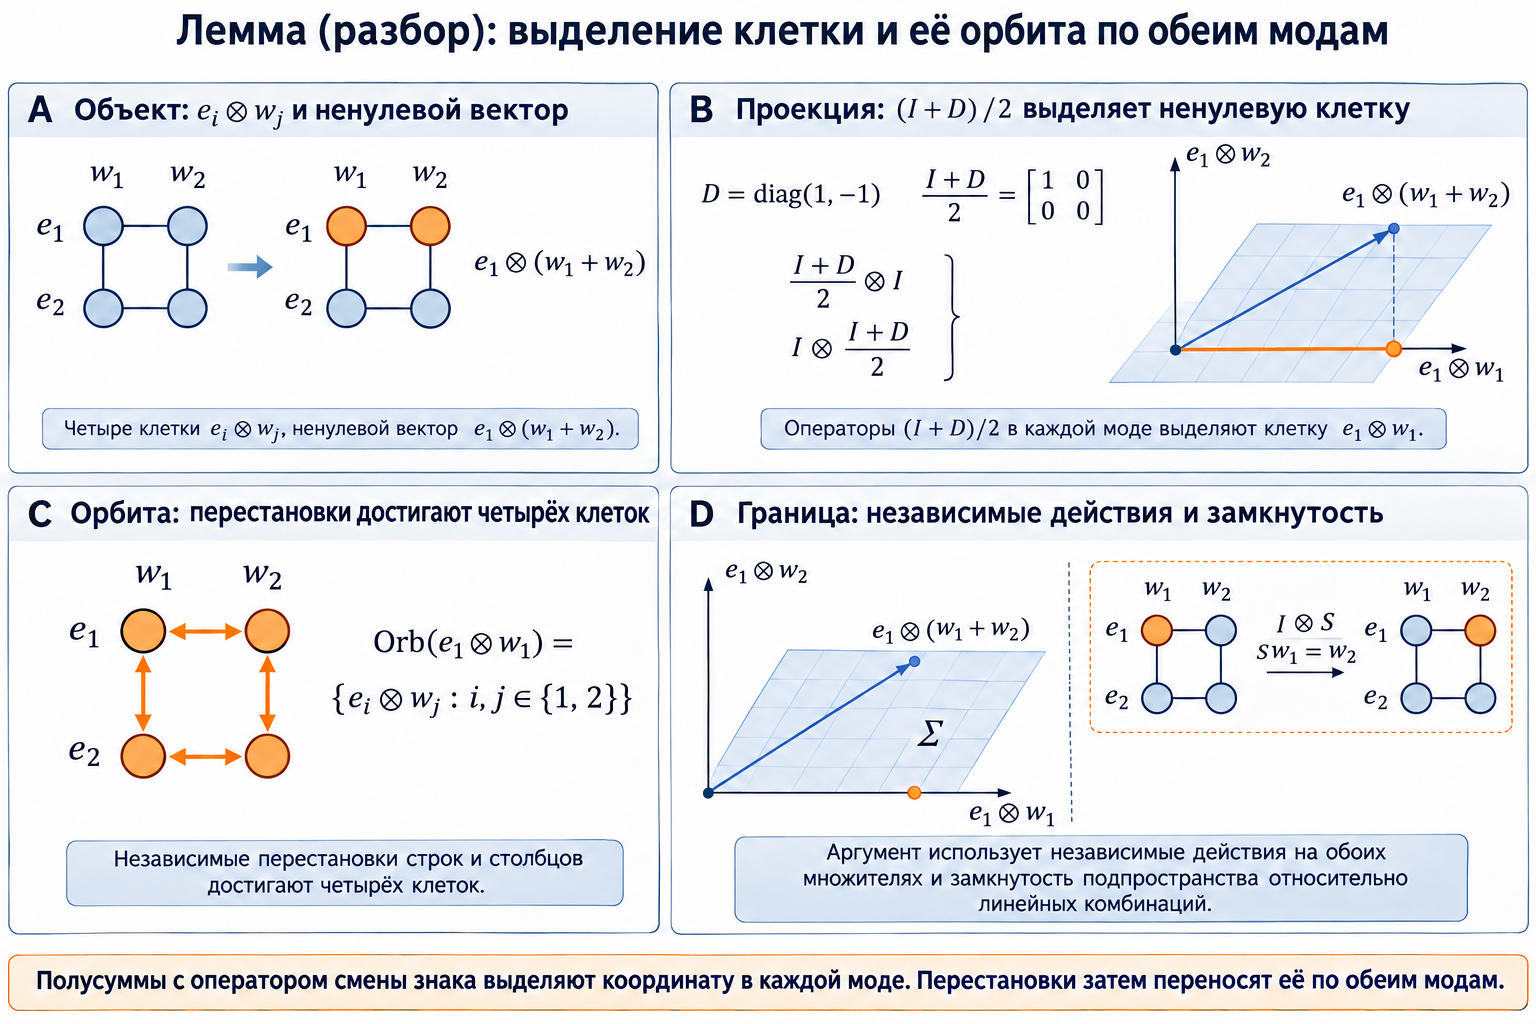 Лемма (разбор): выделение клетки и её орбита по обеим модам
A Объект: e_i ⊗ w_j и ненулевой вектор
w_1 w_2
e_1
e_2
w_1 w_2
e_1
e_2
e_1 ⊗ (w_1 + w_2)
Четыре клетки e_i ⊗ w_j, ненулевой вектор e_1 ⊗ (w_1 + w_2).
B Проекция: (I + D) /2 выделяет ненулевую клетку
D = diag(1, −1)
(I + D)/2 = [1 0; 0 0]
(I + D)/2 ⊗ I
I ⊗ (I + D)/2
e_1 ⊗ w_2
e_1 ⊗ (w_1 + w_2)
e_1 ⊗ w_1
Операторы (I + D)/2 в каждой моде выделяют клетку e_1 ⊗ w_1.
C Орбита: перестановки достигают четырёх клеток
w_1 w_2
e_1
e_2
Orb(e_1 ⊗ w_1) =
{e_i ⊗ w_j : i, j ∈ {1, 2}}
Независимые перестановки строк и столбцов
достигают четырёх клеток.
D Граница: независимые действия и замкнутость
e_1 ⊗ w_2
e_1 ⊗ (w_1 + w_2)
Σ
e_1 ⊗ w_1
w_1 w_2
e_1
e_2
I ⊗ S
sw_1 = w_2
w_1 w_2
e_1
e_2
Аргумент использует независимые действия на обоих
множителях и замкнутость подпространства относительно
линейных комбинаций.
Полусуммы с оператором смены знака выделяют координату в каждой моде. Перестановки затем переносят её по обеим модам.